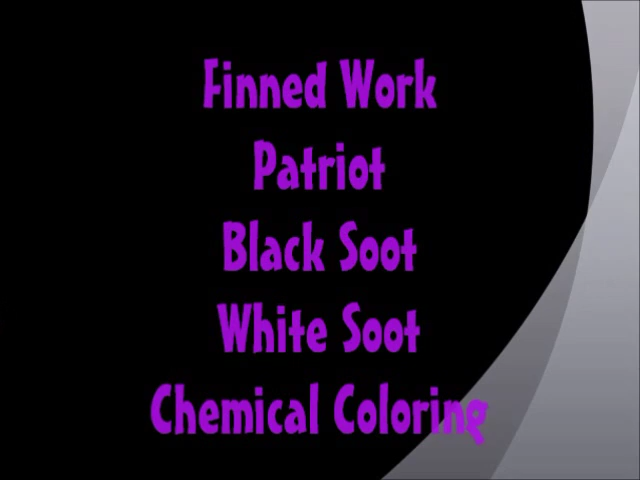 Finned Work
Patriot
Black Soot
White Soot
Chemical Coloring